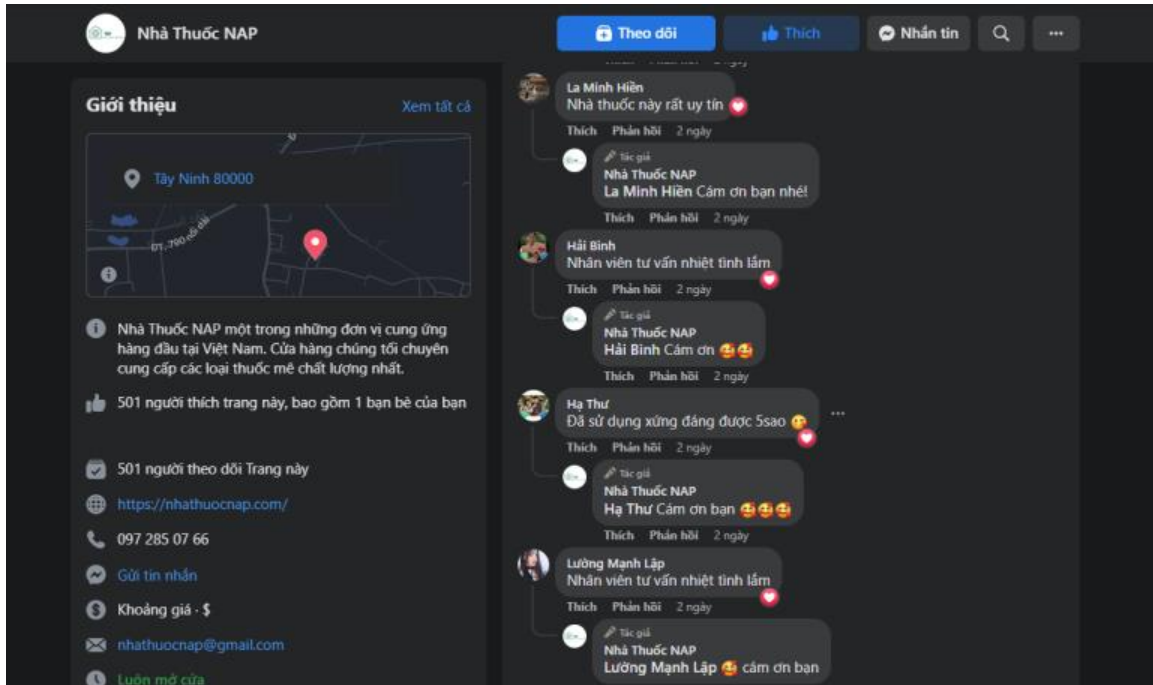 Nhà Thuốc NAP
Theo dõi
Thích
Nhắn tin
Giới thiệu
Xem tất cả
Tây Ninh 80000
ĐT. 790 nối dài
Nhà Thuốc NAP một trong những đơn vị cung ứng
hàng đầu tại Việt Nam. Cửa hàng chúng tối chuyên
cung cấp các loại thuốc mê chất lượng nhất.
501 người thích trang này, bao gồm 1 bạn bè của bạn
501 người theo dõi Trang này
https://nhathuocnap.com/
097 285 07 66
Gửi tin nhắn
Khoảng giá · $
nhathuocnap@gmail.com
Luôn mở cửa
La Minh Hiền
Nhà thuốc này rất uy tín
Thích Phản hồi 2 ngày
Tác giả
Nhà Thuốc NAP
La Minh Hiền Cám ơn bạn nhé!
Thích Phản hồi 2 ngày
Hải Bình
Nhân viên tư vấn nhiệt tình lắm
Thích Phản hồi 2 ngày
Tác giả
Nhà Thuốc NAP
Hải Bình Cám ơn 🥰🥰
Thích Phản hồi 2 ngày
Hạ Thư
Đã sử dụng xứng đáng được 5sao 😘
Thích Phản hồi 2 ngày
Tác giả
Nhà Thuốc NAP
Hạ Thư Cám ơn bạn 🥰🥰🥰
Thích Phản hồi 2 ngày
Lường Mạnh Lập
Nhân viên tư vấn nhiệt tình lắm
Thích Phản hồi 2 ngày
Tác giả
Nhà Thuốc NAP
Lường Mạnh Lập 🥰 cám ơn bạn